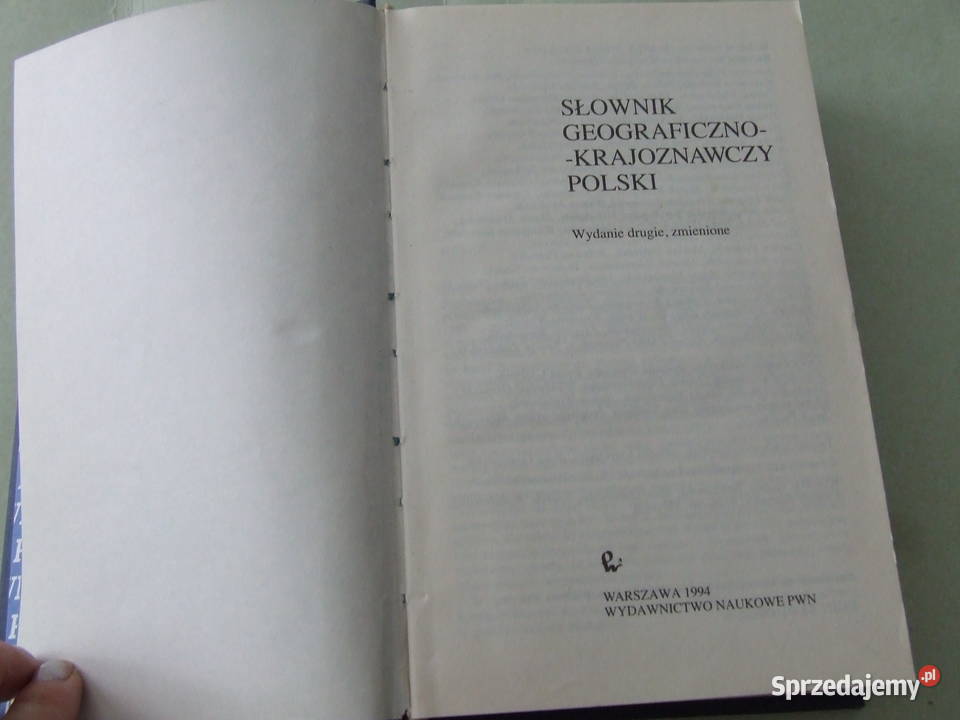 SŁOWNIK
GEOGRAFICZNO-
-KRAJOZNAWCZY
POLSKI
Wydanie drugie, zmienione
WARSZAWA 1994
WYDAWNICTWO NAUKOWE PWN
Sprzedajemy.pl